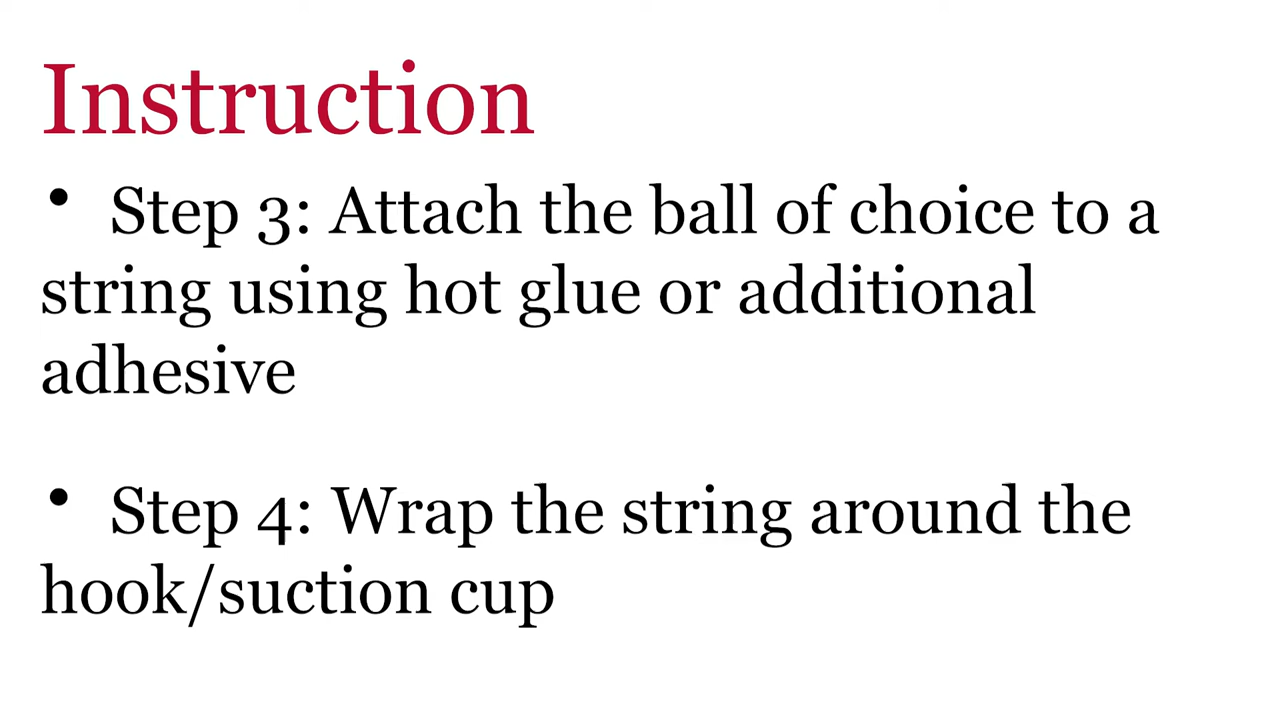 Instruction
• Step 3: Attach the ball of choice to a
string using hot glue or additional
adhesive
• Step 4: Wrap the string around the
hook/suction cup